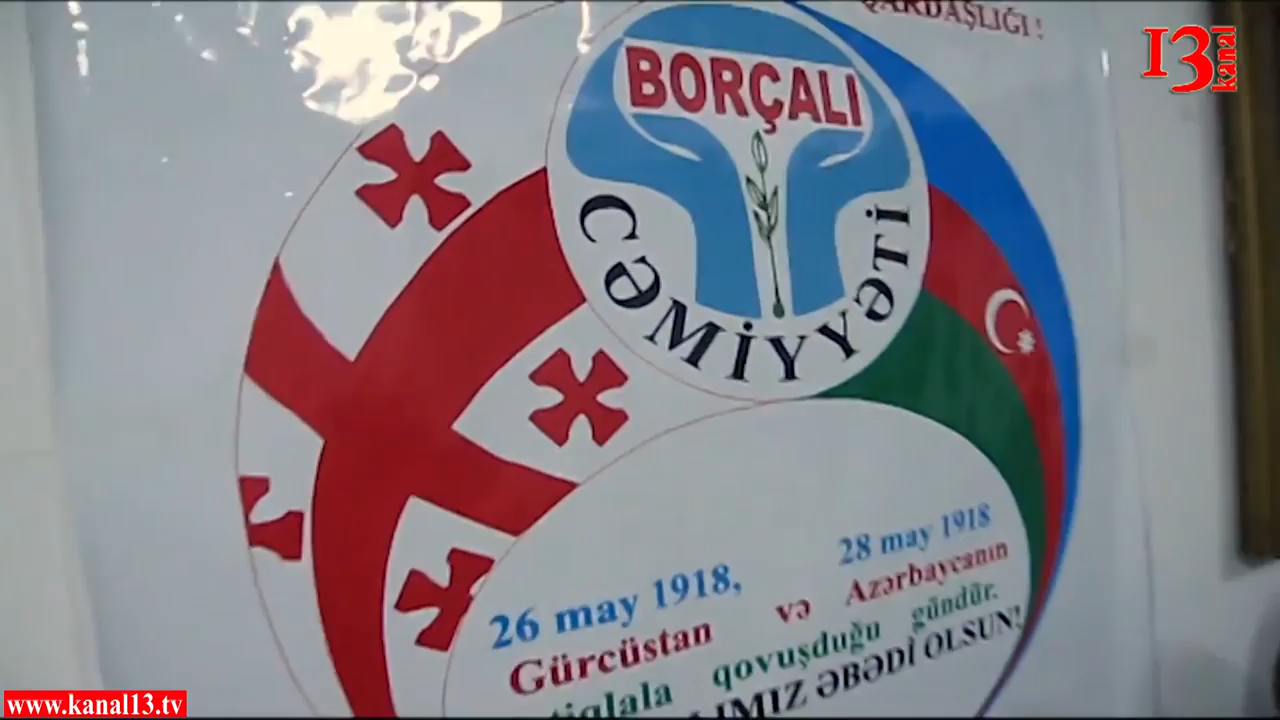 QARDAŞLIĞI!
13 kanal
BORÇALI
CƏMİYYƏTİ
26 may 1918, 28 may 1918
Gürcüstan və Azərbaycanın
qovuşduğu gündür.
ƏBƏDİ OLSUN!
www.kanal13.tv